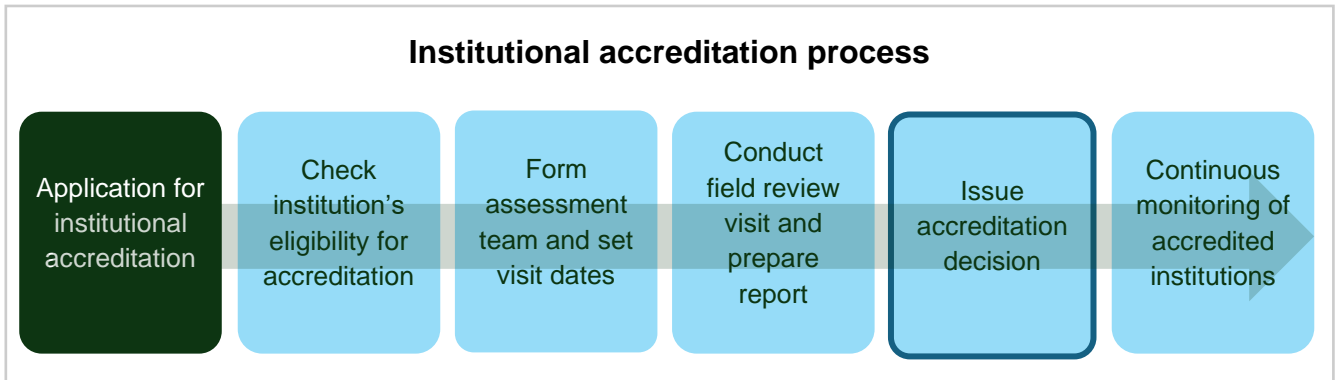 Institutional accreditation process
Application for
institutional
accreditation
Check
institution’s
eligibility for
accreditation
Form
assessment
team and set
visit dates
Conduct
field review
visit and
prepare
report
Issue
accreditation
decision
Continuous
monitoring of
accredited
institutions